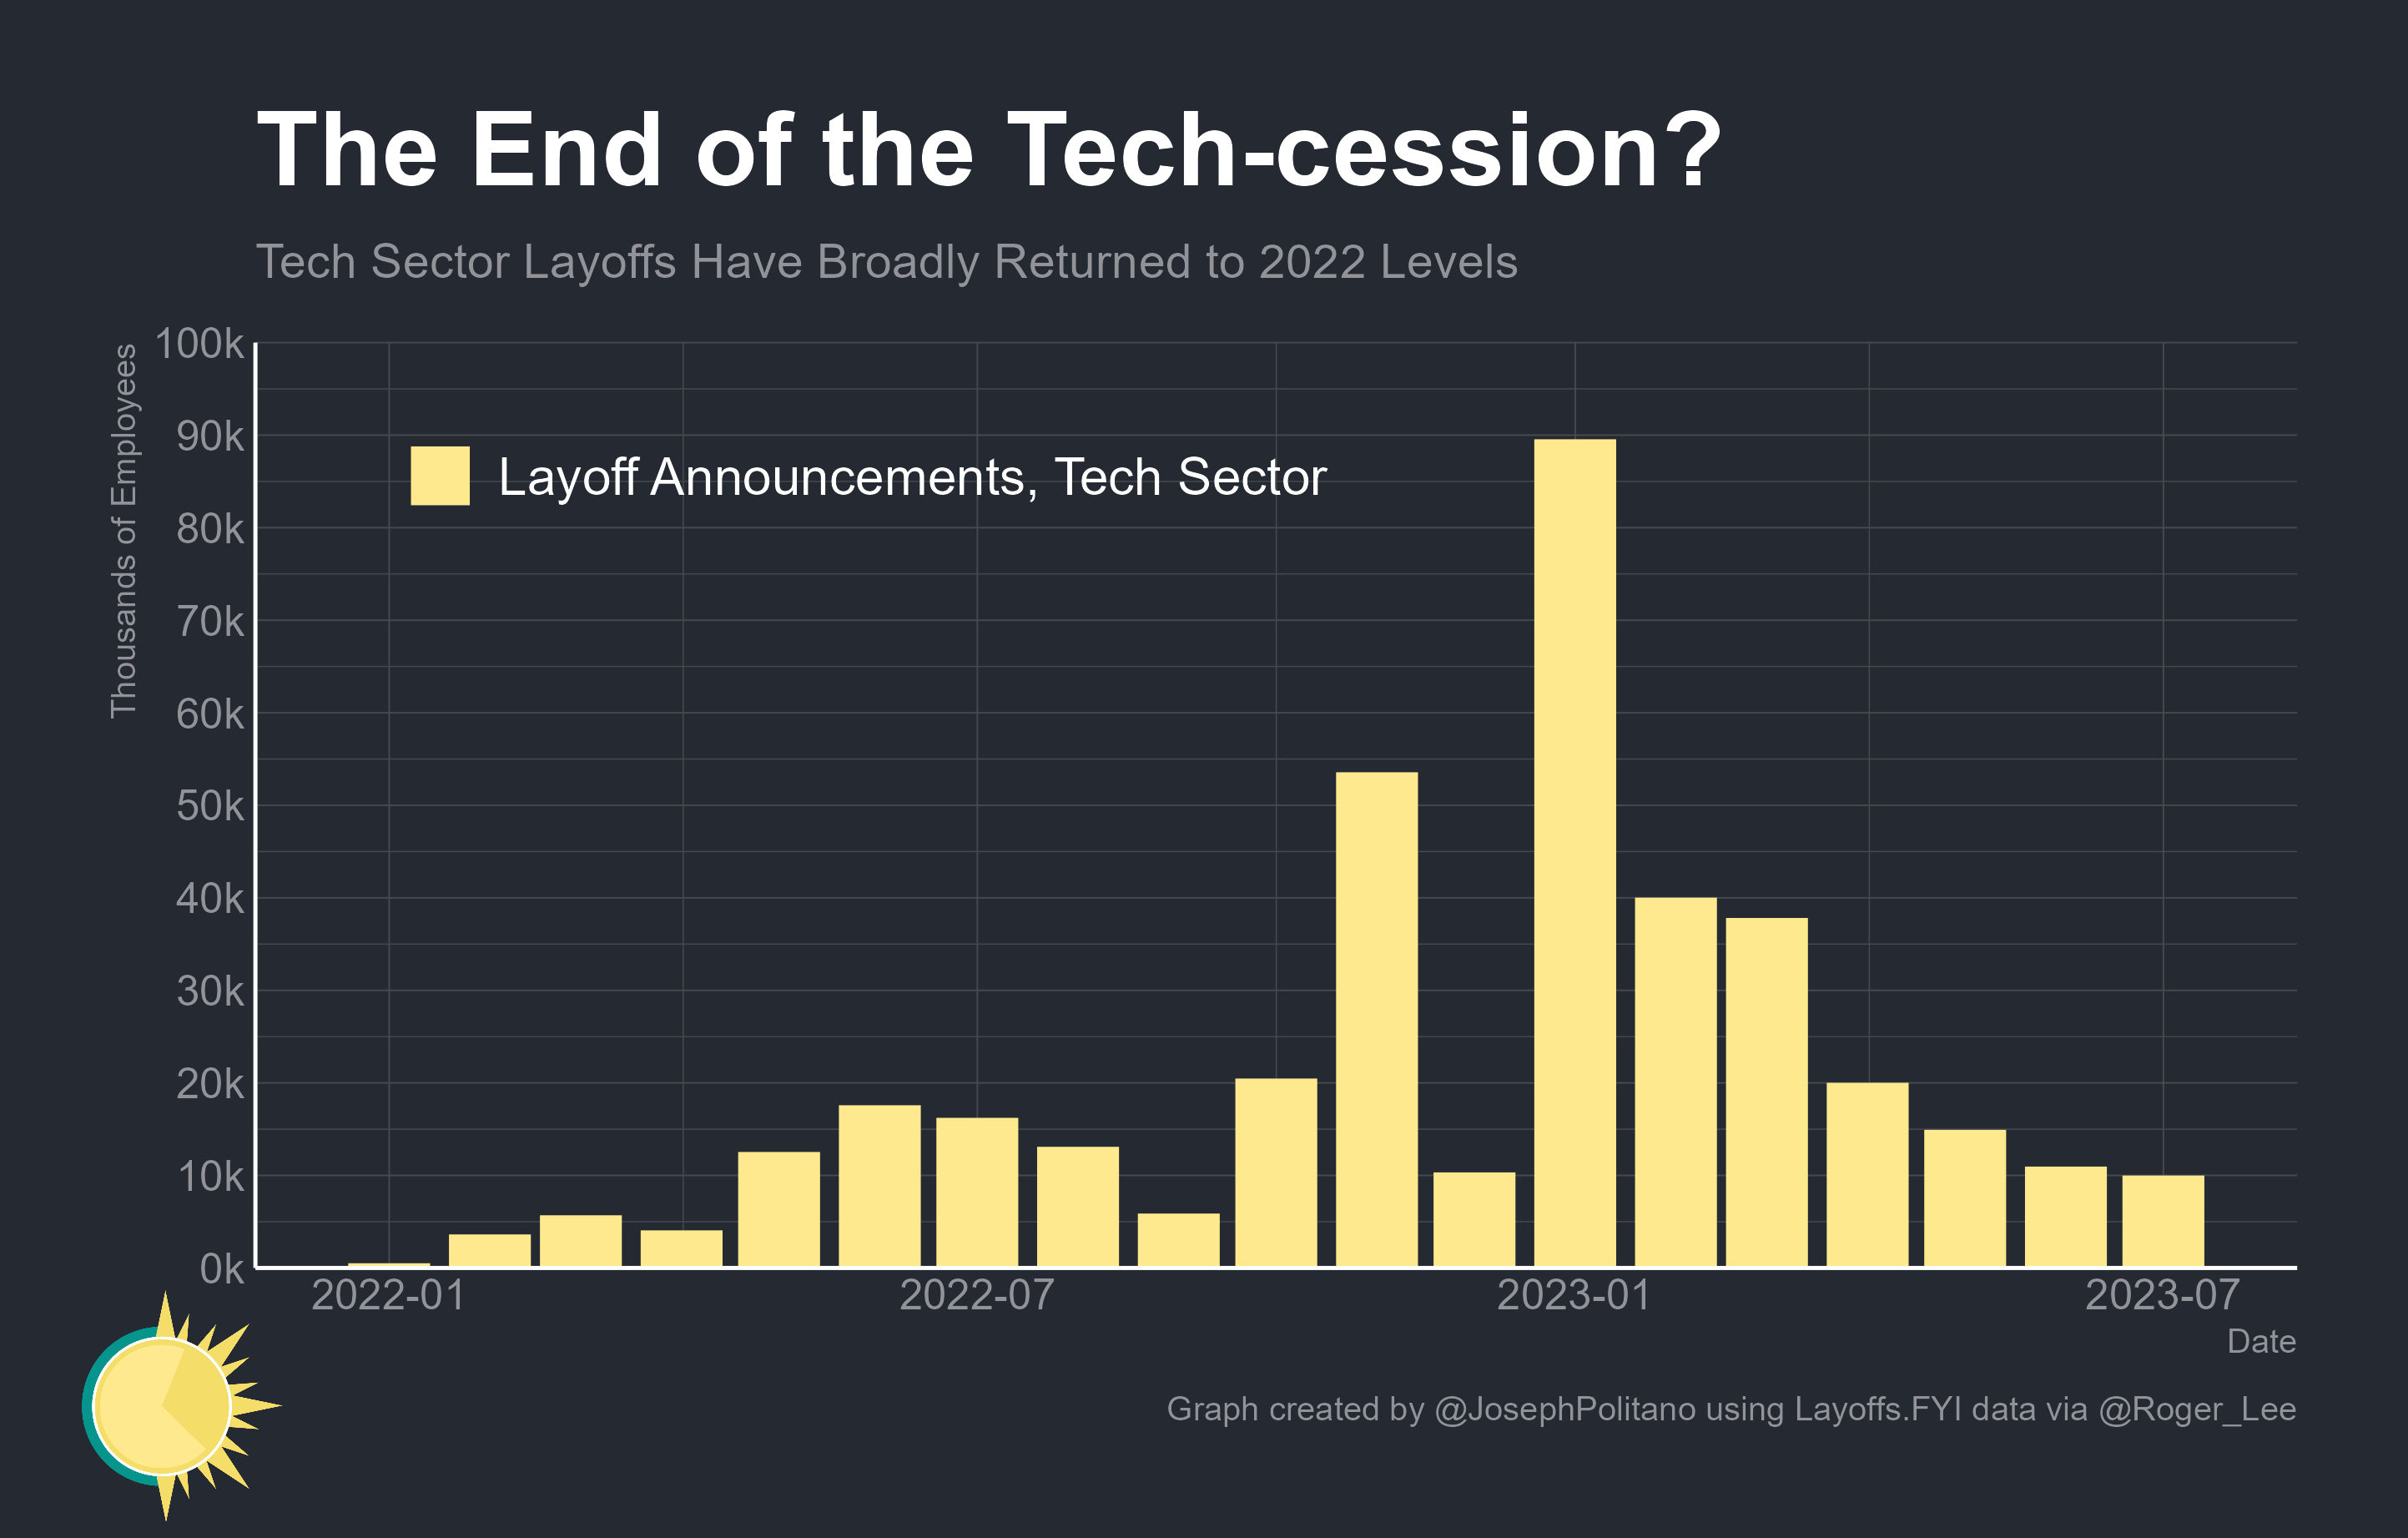 The End of the Tech-cession?
Tech Sector Layoffs Have Broadly Returned to 2022 Levels
Thousands of Employees
100k
90k
80k
70k
60k
50k
40k
30k
20k
10k
0k
Layoff Announcements, Tech Sector
2022-01
2022-07
2023-01
2023-07
Date
Graph created by @JosephPolitano using Layoffs.FYI data via @Roger_Lee